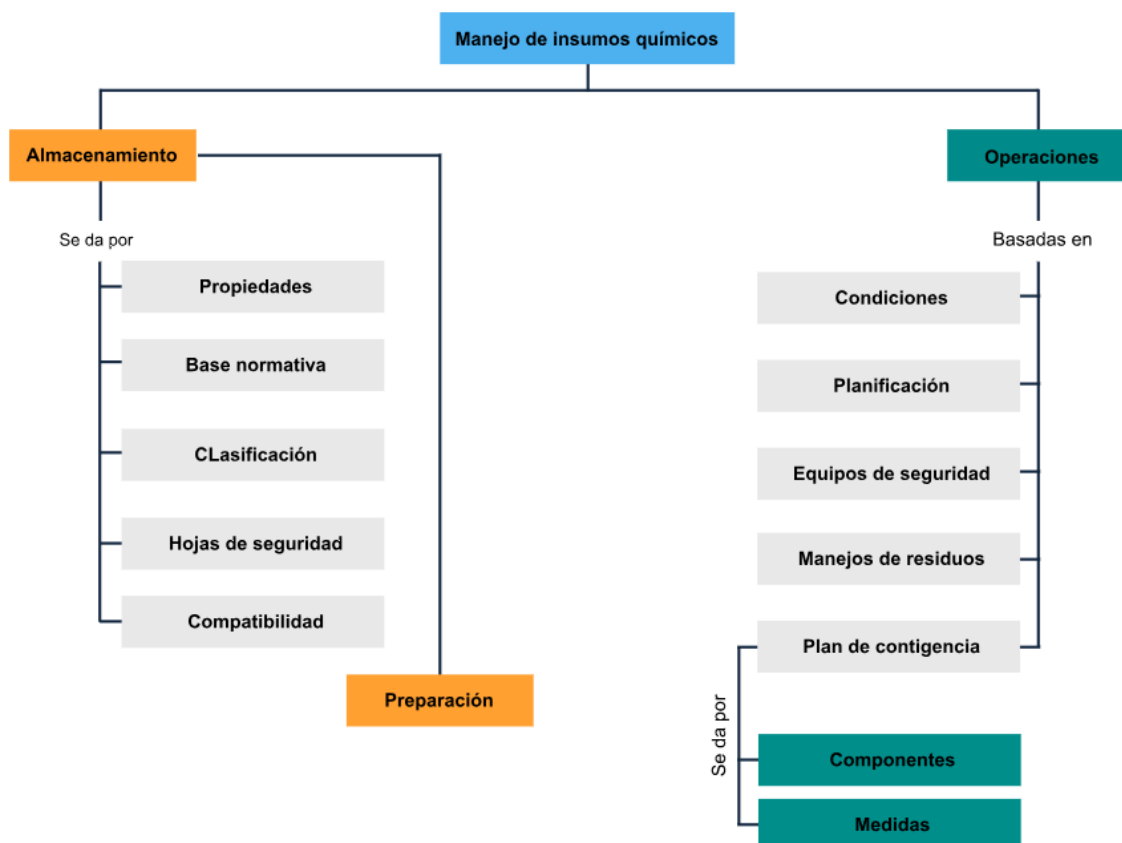 Manejo de insumos químicos
Almacenamiento
Operaciones
Se da por
Basadas en
Propiedades
Base normativa
CLasificación
Hojas de seguridad
Compatibilidad
Preparación
Condiciones
Planificación
Equipos de seguridad
Manejos de residuos
Plan de contigencia
Se da por
Componentes
Medidas